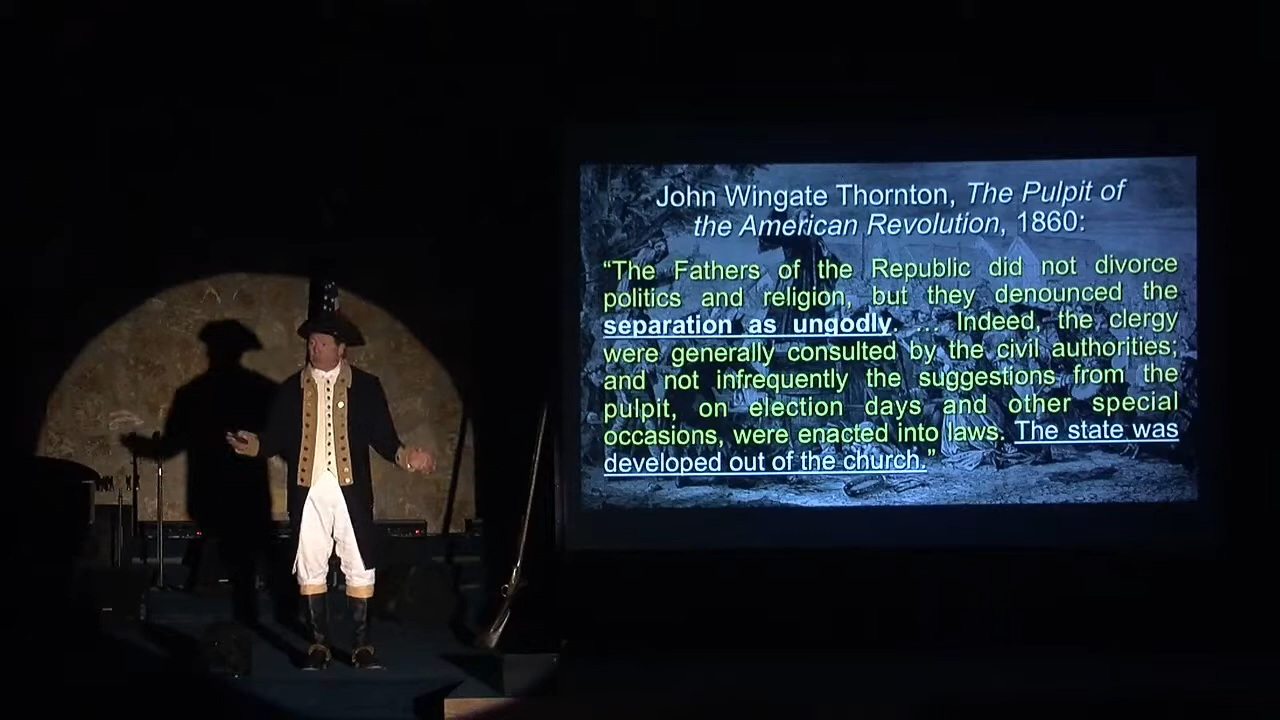 John Wingate Thornton, The Pulpit of
the American Revolution, 1860:
“The Fathers of the Republic did not divorce
politics and religion, but they denounced the
separation as ungodly. … Indeed, the clergy
were generally consulted by the civil authorities;
and not infrequently the suggestions from the
pulpit, on election days and other special
occasions, were enacted into laws. The state was
developed out of the church.”